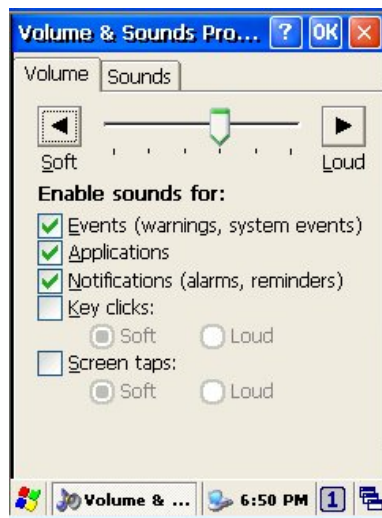 Volume & Sounds Pro... ? OK
Volume Sounds
Soft Loud
Enable sounds for:
Events (warnings, system events)
Applications
Notifications (alarms, reminders)
Key clicks:
Soft Loud
Screen taps:
Soft Loud
Volume & ... 6:50 PM 1